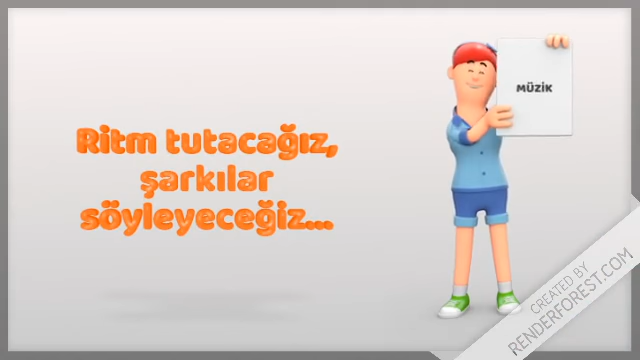 Ritm tutacağız,
şarkılar
söyleyeceğiz...
MÜZİK
CREATED BY
RENDERFOREST.COM